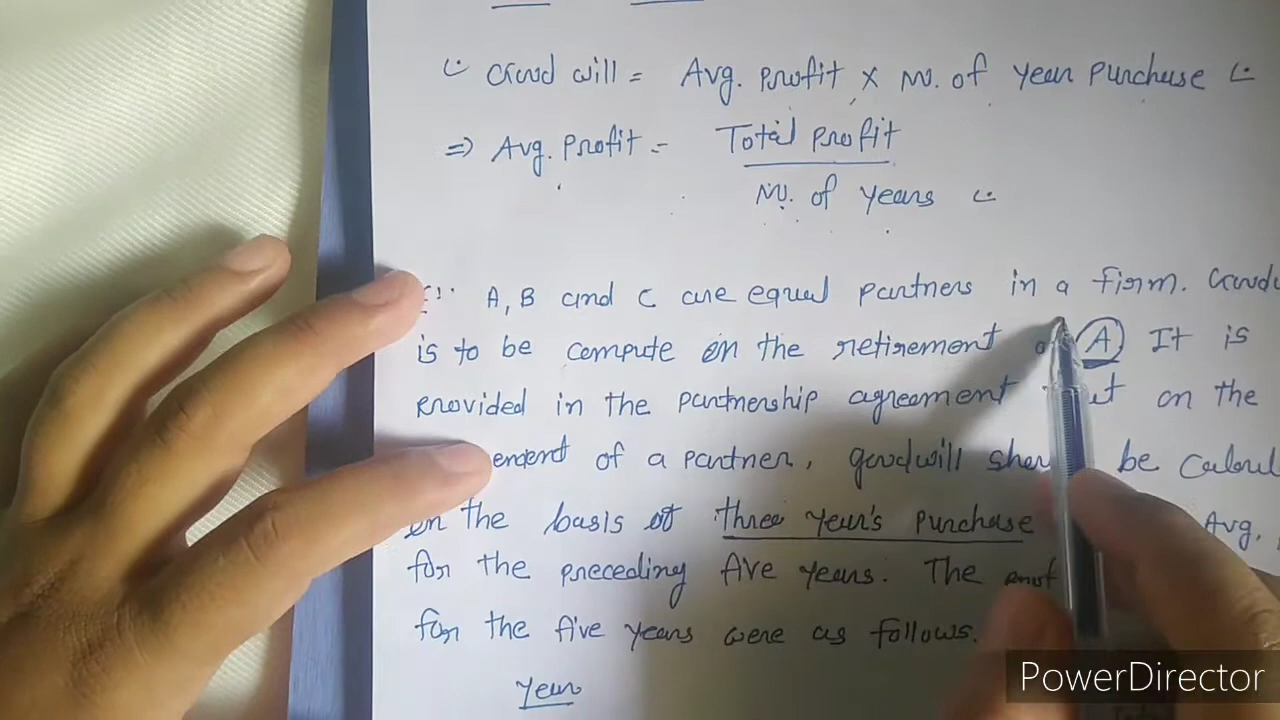 Good will = Avg. Profit × No. of Year Purchase
⇒ Avg. Profit = Total Profit
No. of Years
A, B and C are equal partners in a firm.
is to be compute on the retirement A It is
Provided in the partnership agreement on the
of a partner, goodwill be
on the basis of three Year's Purchase Avg.
for the preceding five years. The
for the five years were as follows.
Year
PowerDirector